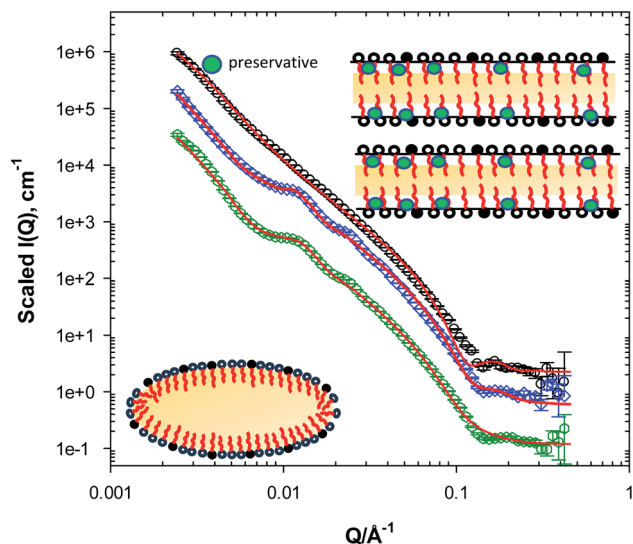 1e+6
preservative
1e+5
1e+4
1e+3
1e+2
1e+1
1e+0
1e-1
Scaled I(Q), cm⁻¹
0.001 0.01 0.1 1
Q/Å⁻¹